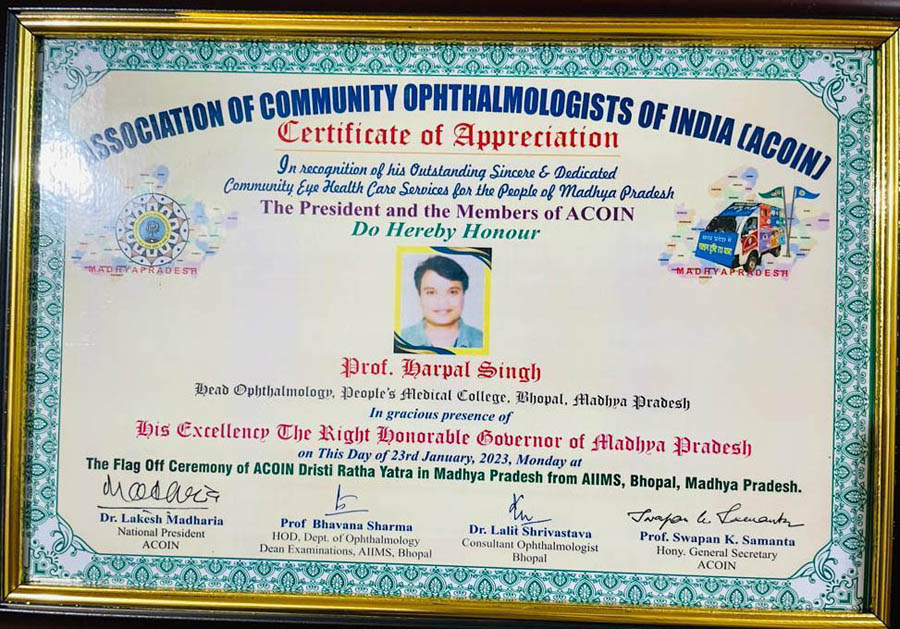 ASSOCIATION OF COMMUNITY OPHTHALMOLOGISTS OF INDIA (ACOIN)
Certificate of Appreciation
In recognition of his Outstanding Sincere & Dedicated
Community Eye Health Care Services for the People of Madhya Pradesh
The President and the Members of ACOIN
Do Hereby Honour
MADHYAPRADESH
MADHYAPRADESH
Prof. Harpal Singh
Head Ophthalmology, People's Medical College, Bhopal, Madhya Pradesh
In gracious presence of
His Excellency The Right Honorable Governor of Madhya Pradesh
on This Day of 23rd January, 2023, Monday at
The Flag Off Ceremony of ACOIN Dristi Ratha Yatra in Madhya Pradesh from AIIMS, Bhopal, Madhya Pradesh.
Dr. Lakesh Madharia
National President
ACOIN
Prof Bhavana Sharma
HOD, Dept. of Ophthalmology
Dean Examinations, AIIMS, Bhopal
Dr. Lalit Shrivastava
Consultant Ophthalmologist
Bhopal
Prof. Swapan K. Samanta
Hony. General Secretary
ACOIN